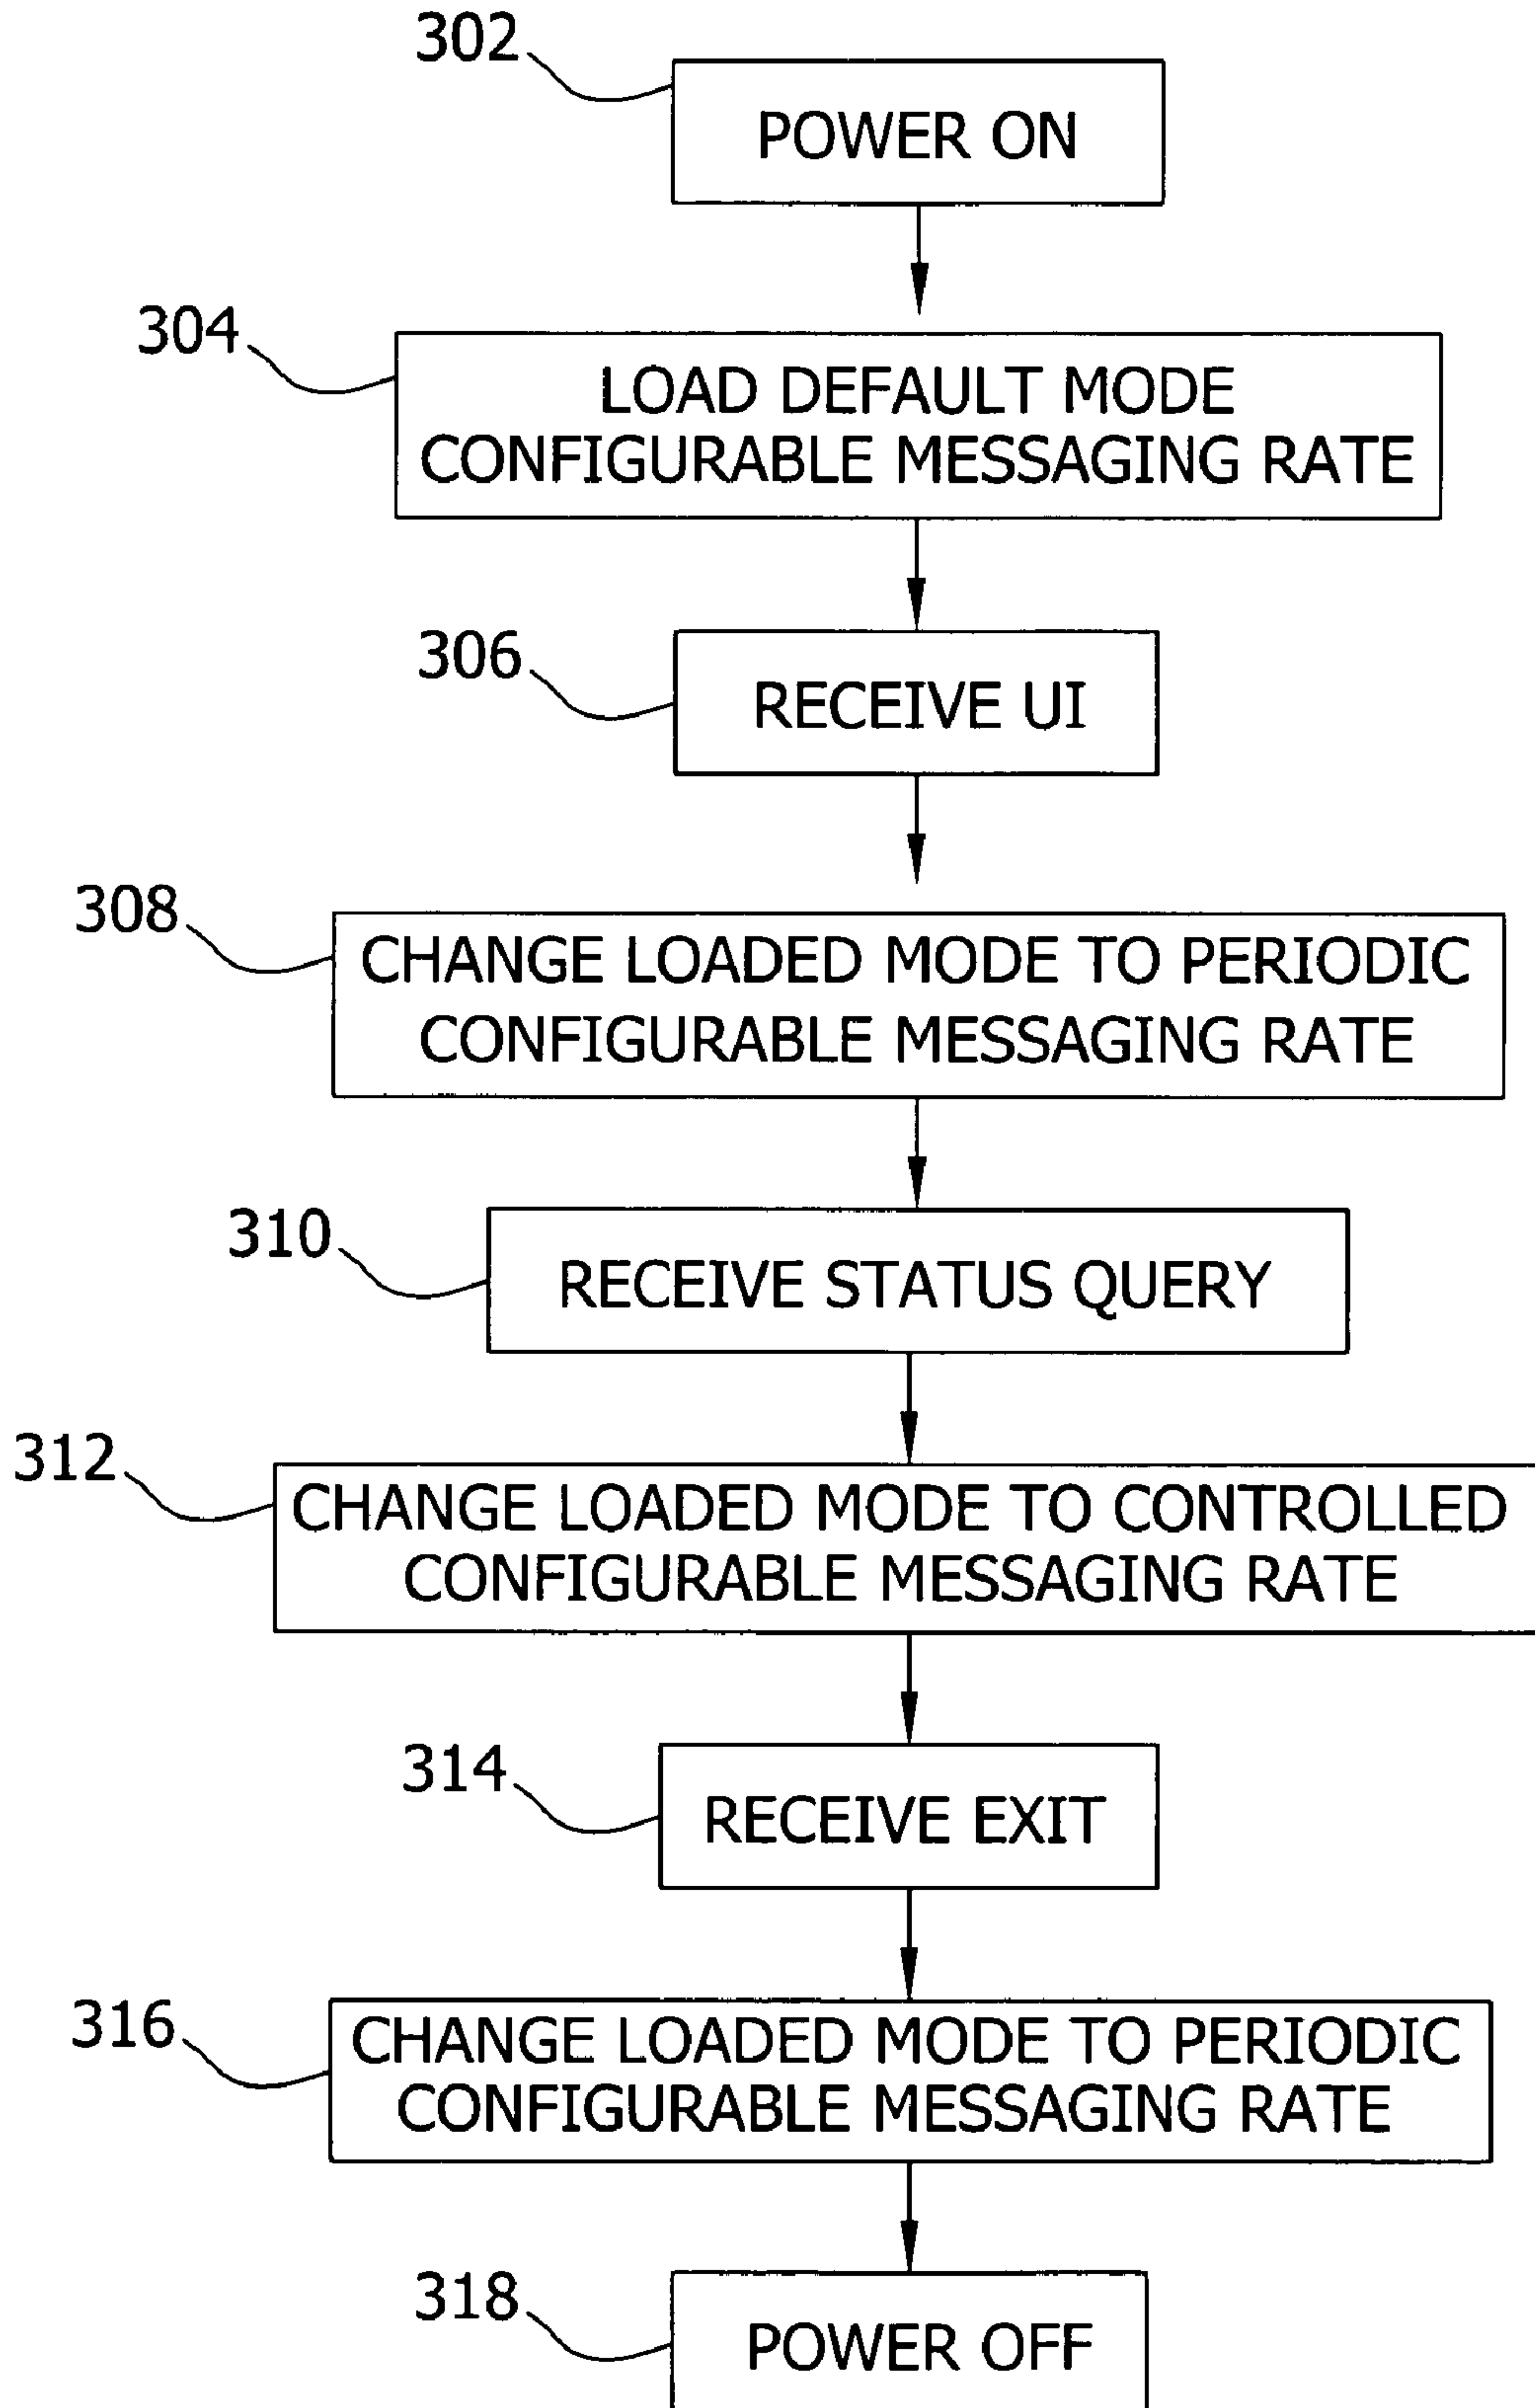 302
POWER ON
304
LOAD DEFAULT MODE
CONFIGURABLE MESSAGING RATE
306
RECEIVE UI
308
CHANGE LOADED MODE TO PERIODIC
CONFIGURABLE MESSAGING RATE
310
RECEIVE STATUS QUERY
312
CHANGE LOADED MODE TO CONTROLLED
CONFIGURABLE MESSAGING RATE
314
RECEIVE EXIT
316
CHANGE LOADED MODE TO PERIODIC
CONFIGURABLE MESSAGING RATE
318
POWER OFF